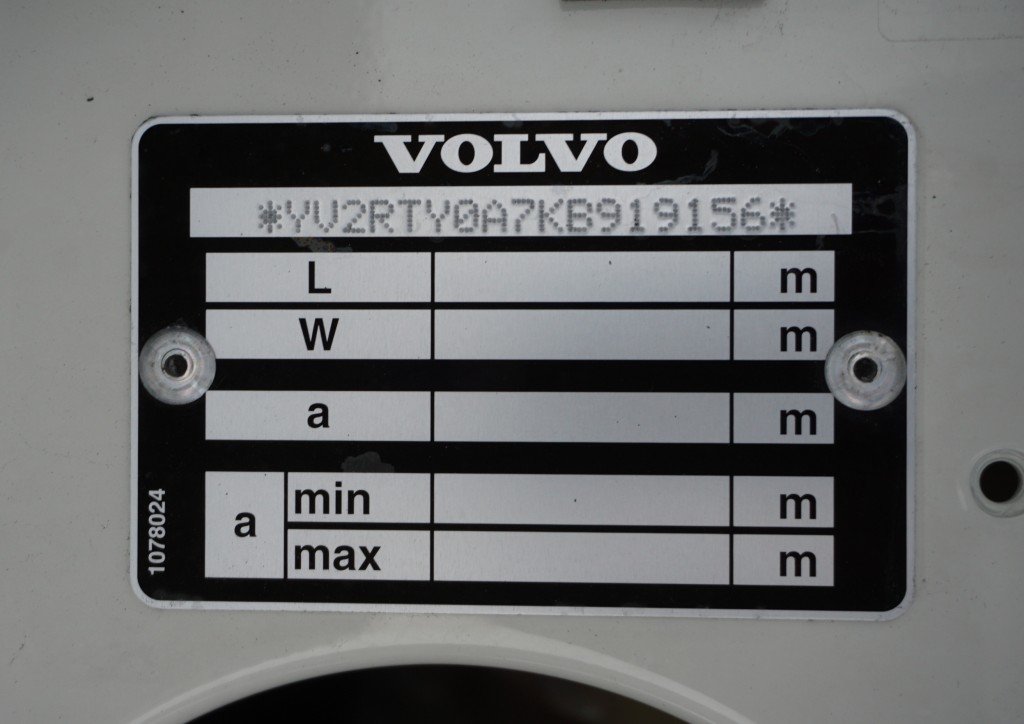 VOLVO
*YV2RTY0A7KB919156*
L m
W m
a m
a min m
max m
1078024